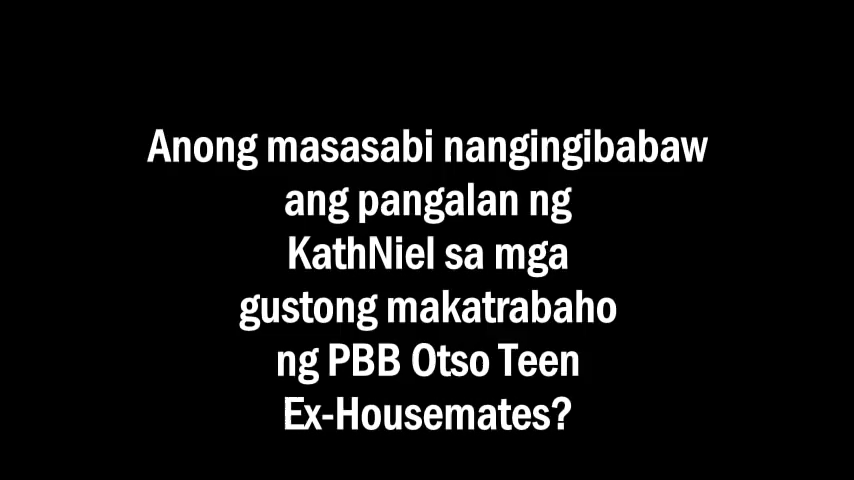 Anong masasabi nangingibabaw
ang pangalan ng
KathNiel sa mga
gustong makatrabaho
ng PBB Otso Teen
Ex-Housemates?